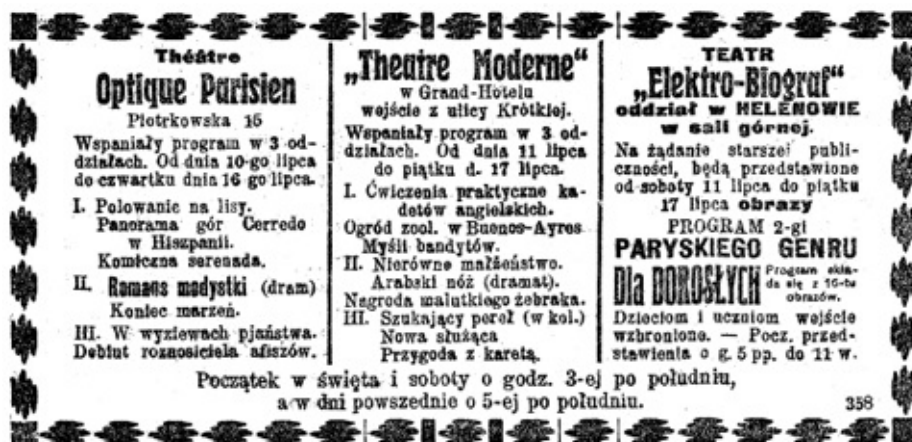 Théâtre
Optique Parisien
Piotrkowska 15
Wspaniały program w 3 od-
działach. Od dnia 10-go lipca
do czwartku dnia 16 go lipca.
I. Polowanie na lisy.
Panorama gór Cerredo
w Hiszpanii.
Komiczna serenada.
II. Romans modystki (dram)
Koniec marzeń.
III. W wyziewach pjaństwa.
Debiut roznosiciela afiszów.
„Theatre Moderne“
w Grand-Hotelu
wejście z ulicy Krótkiej.
Wspaniały program w 3 od-
działach. Od dnia 11 lipca
do piątku d. 17 lipca.
I. Ćwiczenia praktyczne ka-
detów angielskich.
Ogród zool. w Buenos-Ayres
Myśli bandytów.
II. Nierówne małżeństwo.
Arabski nóż (dramat).
Nagroda malutkiego żebraka.
III. Szukający pereł (w kol.)
Nowa służąca
Przygoda z karetą.
TEATR
„Elektro-Biograf“
oddział w HELENOWIE
w sali górnej.
Na żądanie starszej publi-
czności, będą przedstawione
od soboty 11 lipca do piątku
17 lipca obrazy
PROGRAM 2-gi
PARYSKIEGO GENRU
Dla DOROSŁYCH Program skła-
da się z 16-tu
obrazów.
Dzieciom i uczniom wejście
wzbronione. — Pocz. przed-
stawienia o g. 5 pp. do 11 w.
Początek w święta i soboty o godz. 3-ej po południu,
a w dni powszednie o 5-ej po południu.
358